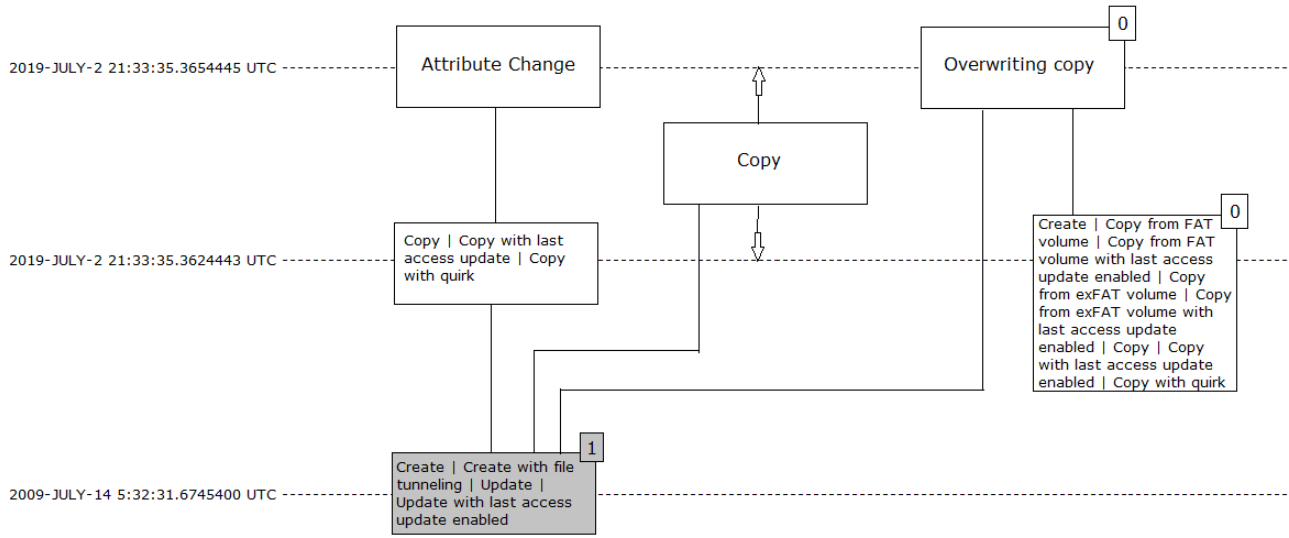 0
2019-JULY-2 21:33:35.3654445 UTC
Attribute Change
Overwriting copy
Copy
0
2019-JULY-2 21:33:35.3624443 UTC
Copy | Copy with last
access update | Copy
with quirk
Create | Copy from FAT
volume | Copy from FAT
volume with last access
update enabled | Copy
from exFAT volume | Copy
from exFAT volume with
last access update
enabled | Copy | Copy
with last access update
enabled | Copy with quirk
1
2009-JULY-14 5:32:31.6745400 UTC
Create | Create with file
tunneling | Update |
Update with last access
update enabled